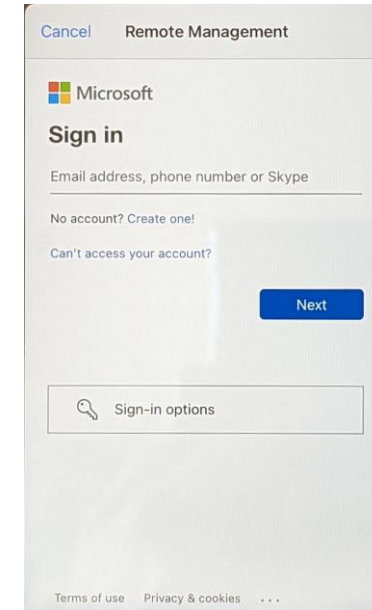 Cancel Remote Management
Microsoft
Sign in
Email address, phone number or Skype
No account? Create one!
Can't access your account?
Next
Sign-in options
Terms of use Privacy & cookies ...